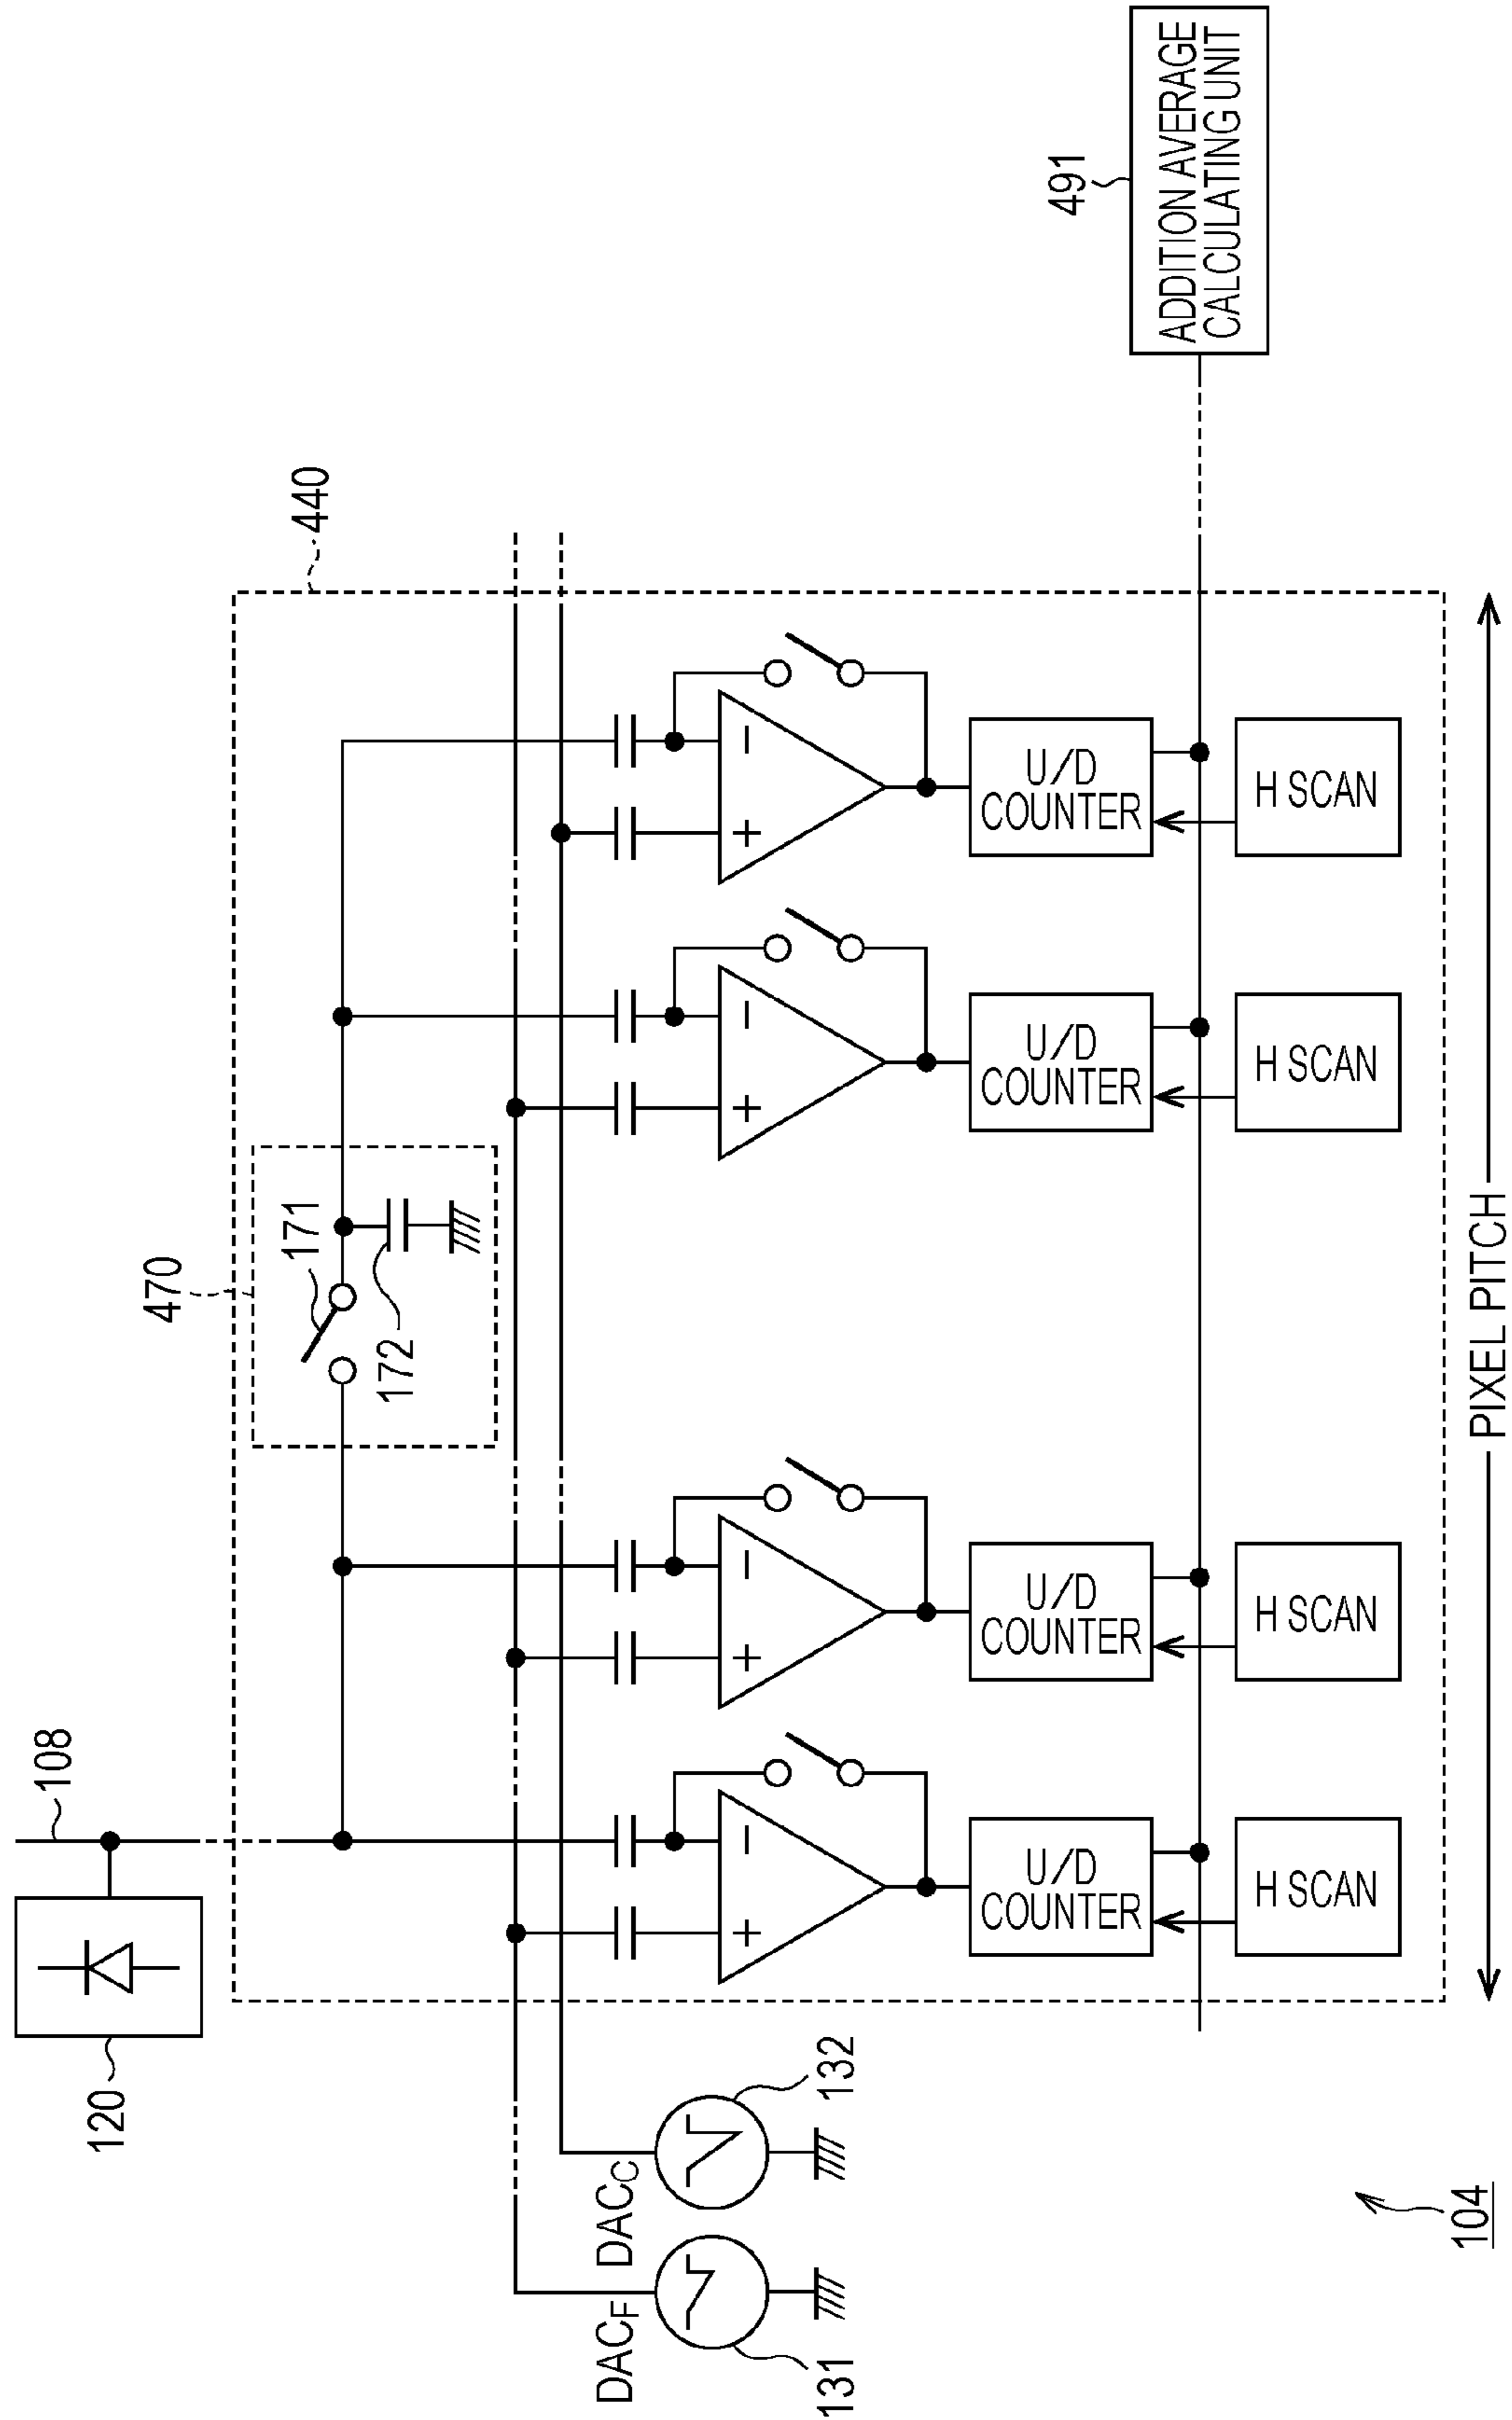 120
108
470
171
172
440
DACF
DACC
131
132
U/D
COUNTER
U/D
COUNTER
U/D
COUNTER
U/D
COUNTER
H SCAN
H SCAN
H SCAN
H SCAN
491
ADDITION AVERAGE
CALCULATING UNIT
PIXEL PITCH
104